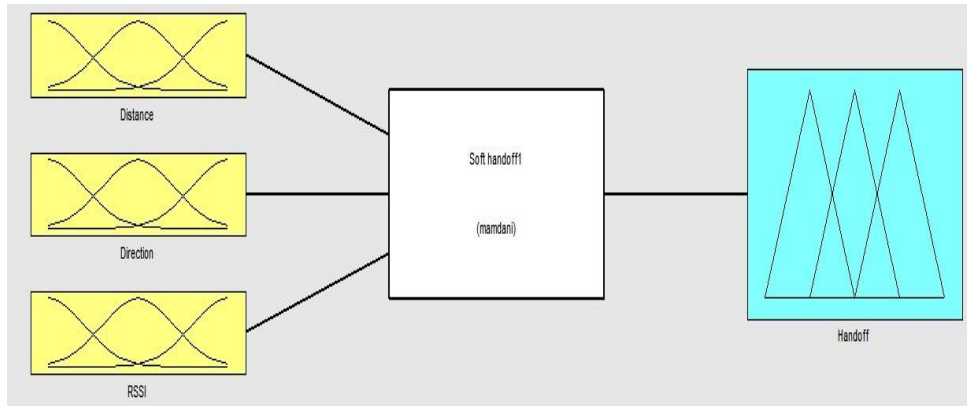 Distance
Direction
RSSI
Soft handoff1
(mamdani)
Handoff